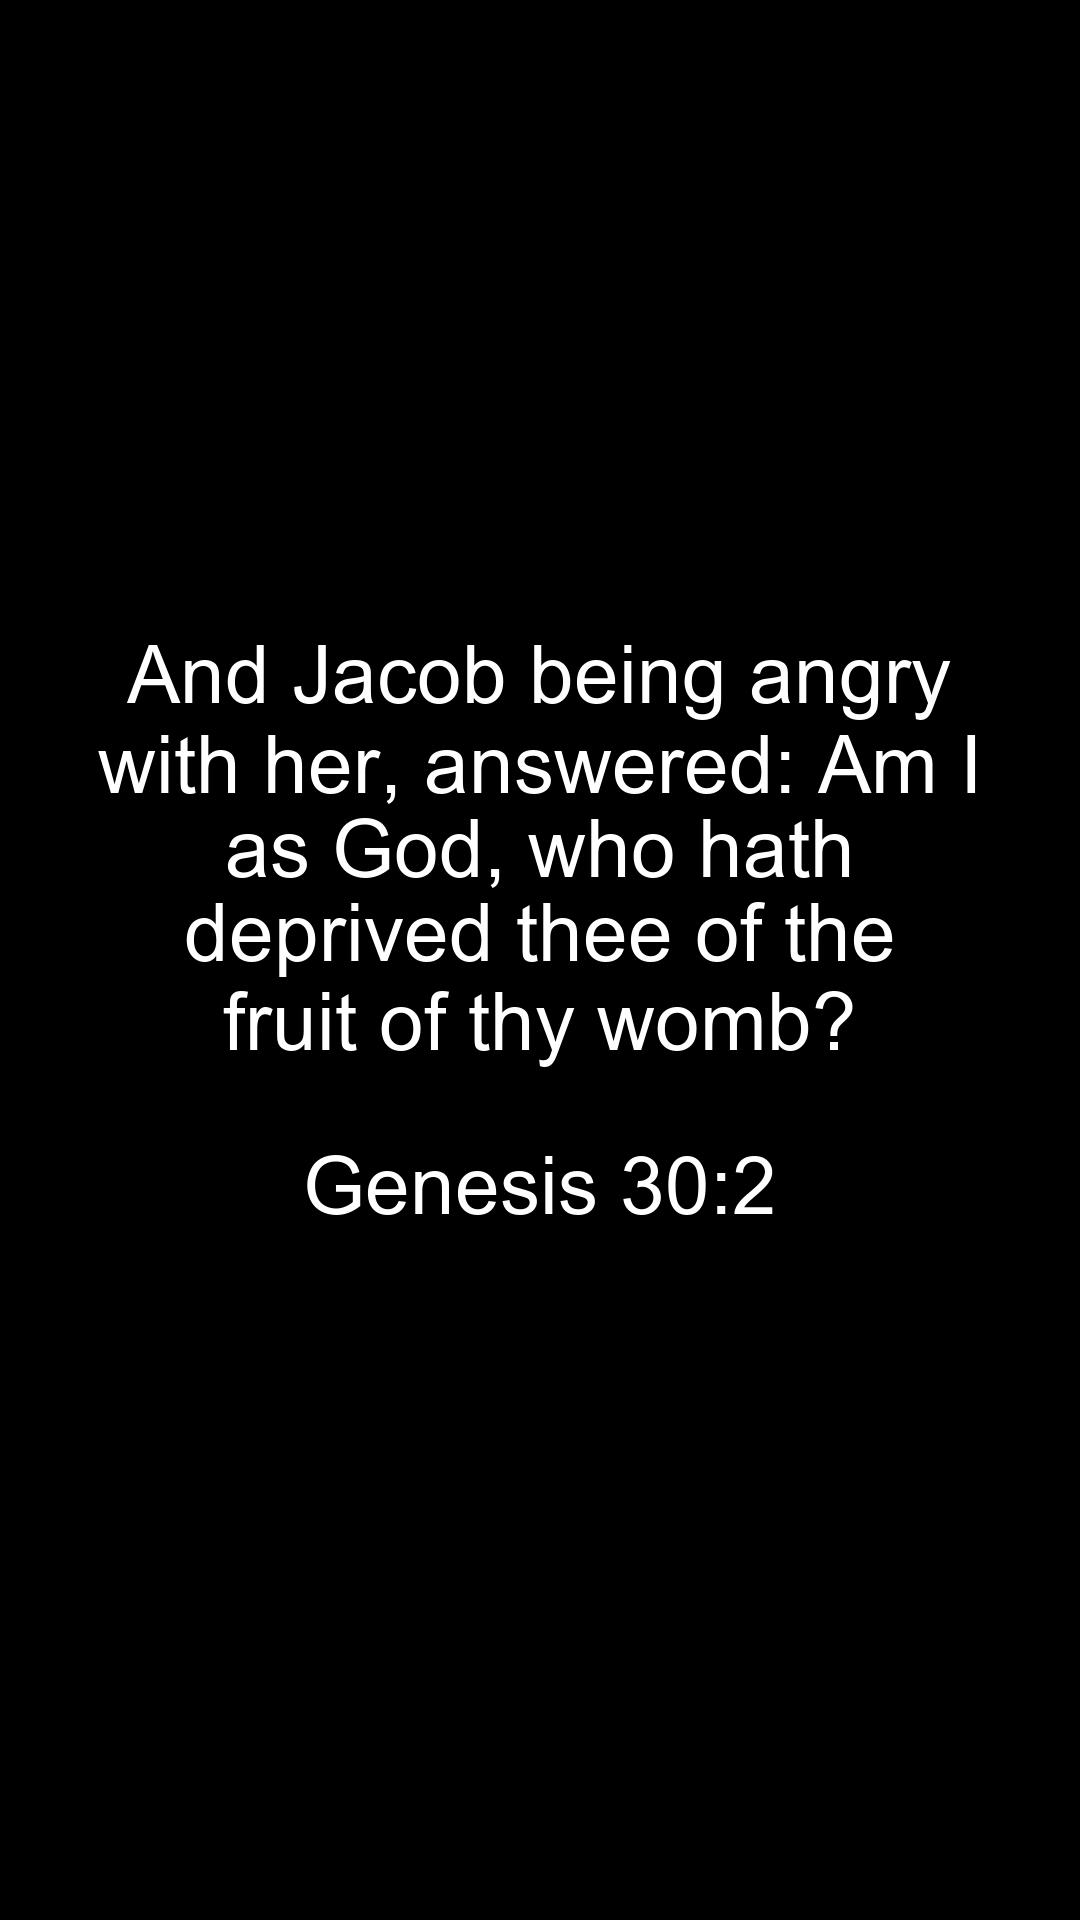 And Jacob being angry
with her, answered: Am I
as God, who hath
deprived thee of the
fruit of thy womb?
Genesis 30:2